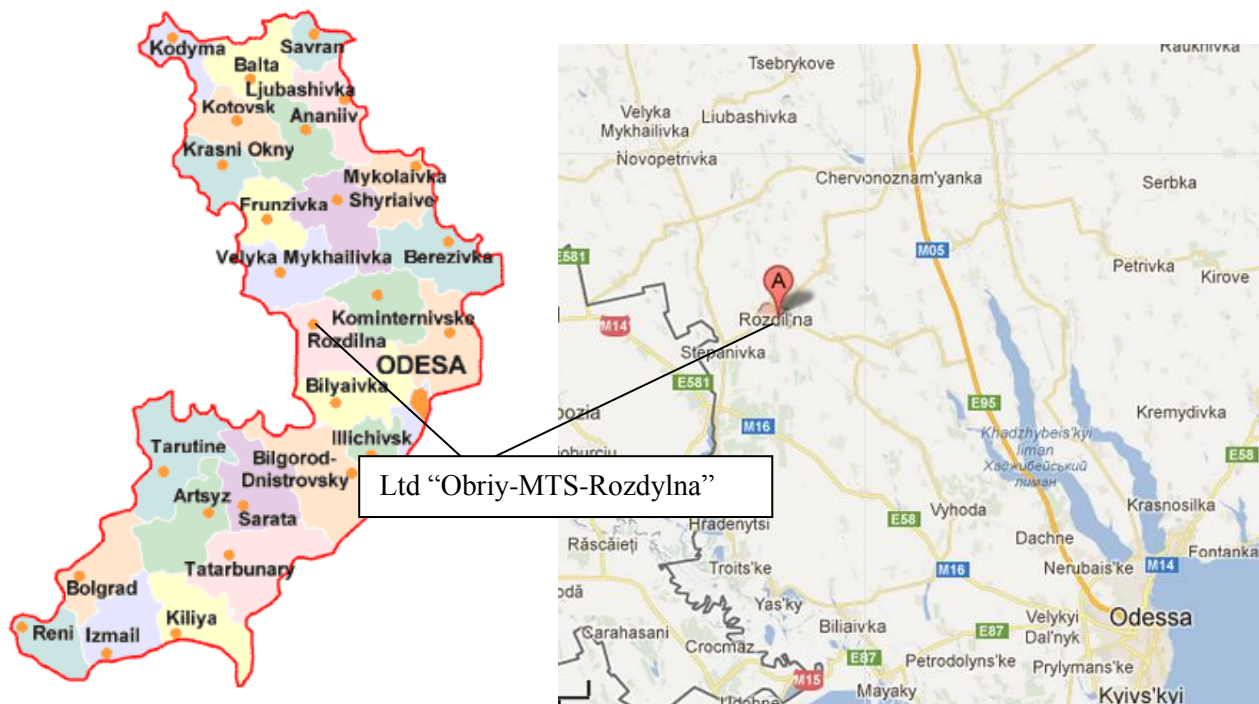 Kodyma
Savran
Balta
Ljubashivka
Kotovsk
Ananiiv
Krasni Okny
Mykolaivka
Frunzivka
Shyriaive
Velyka Mykhailivka
Berezivka
Kominternivske
Rozdilna
ODESA
Bilyaivka
Illichivsk
Tarutine
Bilgorod-
Dnistrovsky
Artsyz
Sarata
Tatarbunary
Bolgrad
Kiliya
Reni
Izmail
Ltd “Obriy-MTS-Rozdylna”
Raukhivka
Tsebrykove
Velyka
Mykhailivka
Liubashivka
Novopetrivka
Chervonoznam'yanka
Serbka
E581
M05
Petrivka
Kirove
A
M14
Rozdil'na
Stepanivka
E581
E95
Kremydivka
M16
Khadzhybeis'kyi
liman
Хаджибейський
лиман
E58
Hradenytsi
E58
Vyhoda
Krasnosilka
Răscăieți
Dachne
Fontanka
Troits'ke
M16
Nerubais'ke
M14
Yas'ky
Velykyi
Dal'nyk
Odessa
Carahasani
Biliaivka
E87
Crocmaz
E87
Petrodolyns'ke
Prylymans'ke
M15
Mayaky
Kyivs'kyi